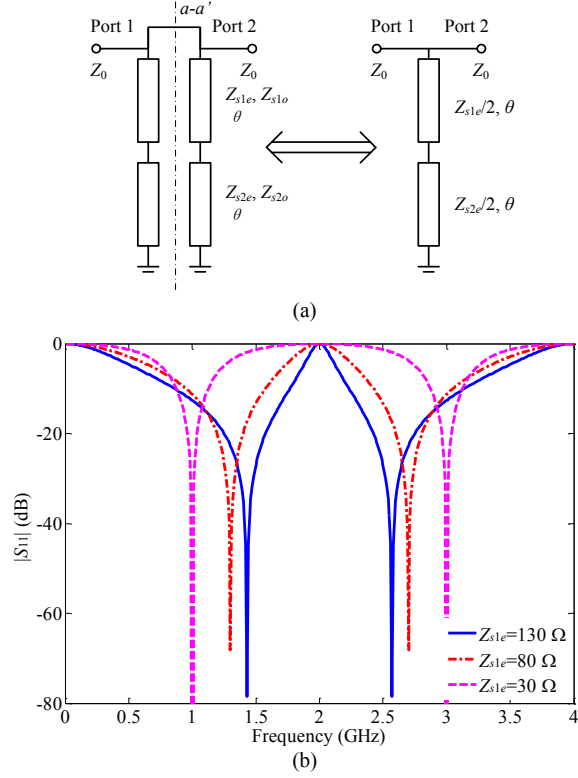 a-a'
Port 1 Port 2 Port 1 Port 2
Z0 Z0 Z0 Z0
Zs1e, Zs1o
θ
Zs1e/2, θ
Zs2e, Zs2o
θ
Zs2e/2, θ
(a)
0
-20
-40
-60
-80
|S11| (dB)
Zs1e=130 Ω
Zs1e=80 Ω
Zs1e=30 Ω
0 0.5 1 1.5 2 2.5 3 3.5 4
Frequency (GHz)
(b)